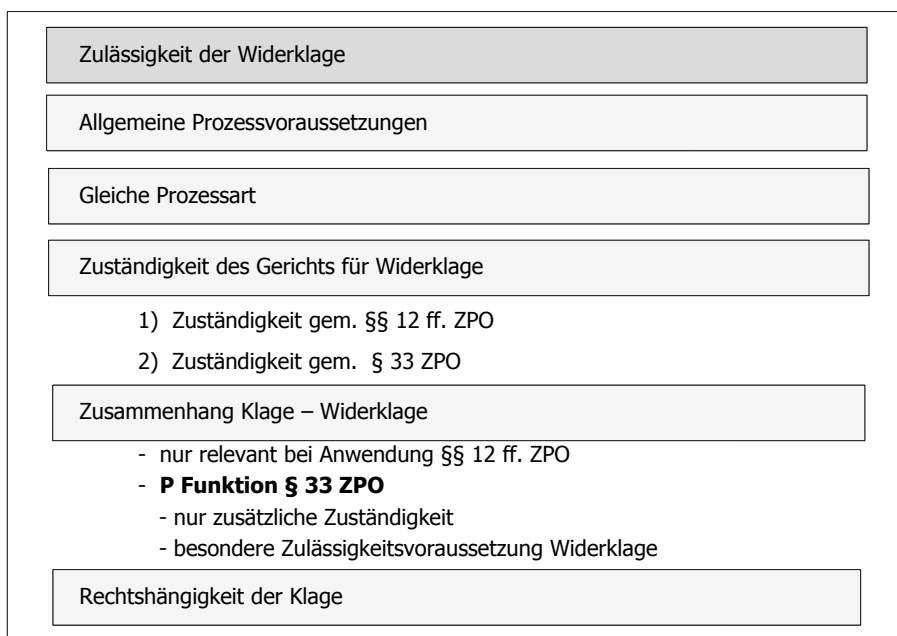 Zulässigkeit der Widerklage
Allgemeine Prozessvoraussetzungen
Gleiche Prozessart
Zuständigkeit des Gerichts für Widerklage
1) Zuständigkeit gem. §§ 12 ff. ZPO
2) Zuständigkeit gem. § 33 ZPO
Zusammenhang Klage – Widerklage
- nur relevant bei Anwendung §§ 12 ff. ZPO
- P Funktion § 33 ZPO
- nur zusätzliche Zuständigkeit
- besondere Zulässigkeitsvoraussetzung Widerklage
Rechtshängigkeit der Klage